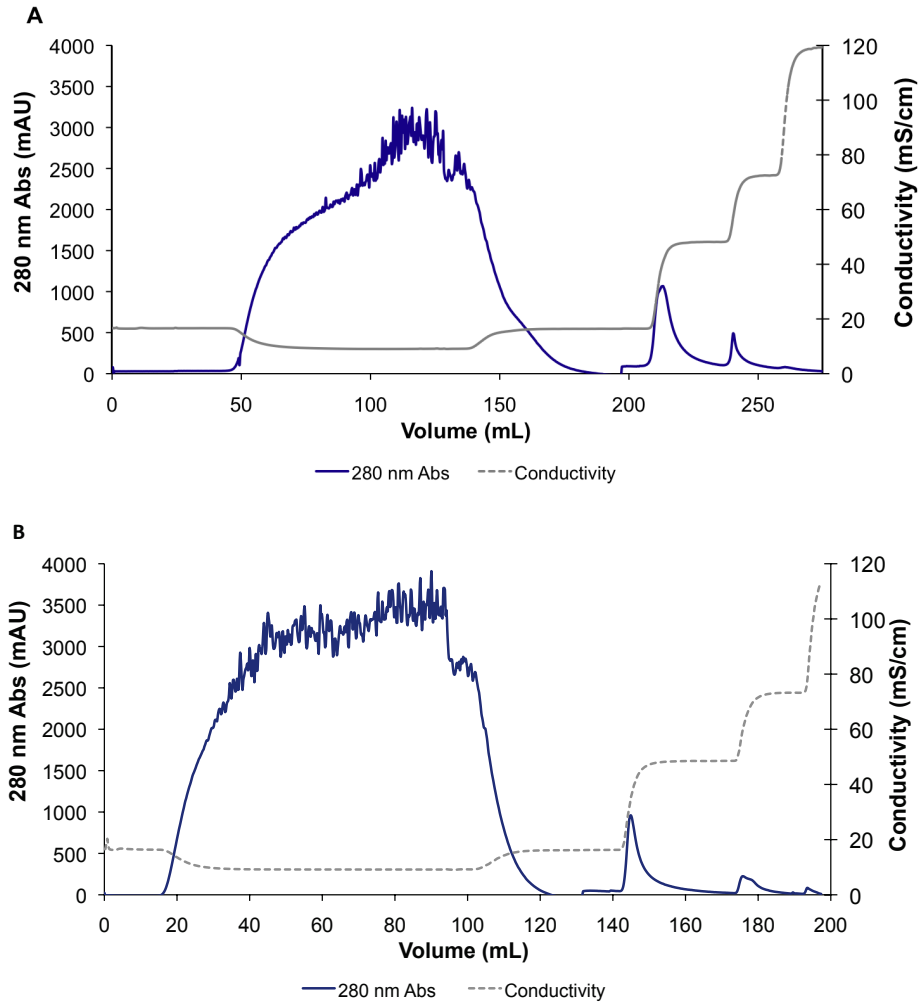 A
4000
3500
3000
2500
2000
1500
1000
500
0
280 nm Abs (mAU)
120
100
80
60
40
20
0
Conductivity (mS/cm)
0 50 100 150 200 250
Volume (mL)
280 nm Abs Conductivity
B
4000
3500
3000
2500
2000
1500
1000
500
0
280 nm Abs (mAU)
120
100
80
60
40
20
0
Conductivity (mS/cm)
0 20 40 60 80 100 120 140 160 180 200
Volume (mL)
280 nm Abs Conductivity